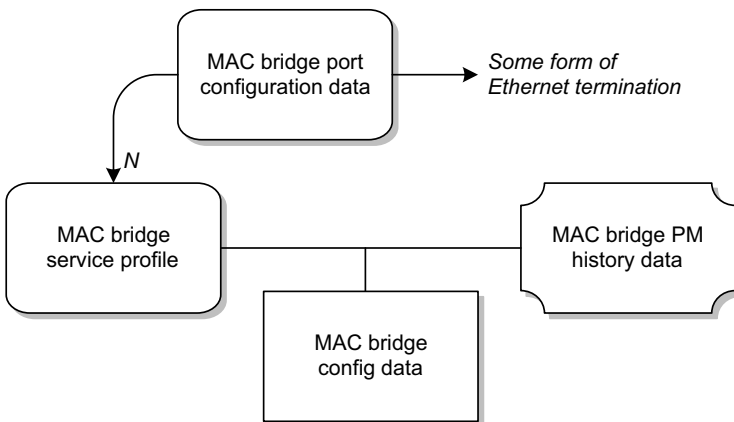 MAC bridge port
configuration data
Some form of
Ethernet termination
N
MAC bridge
service profile
MAC bridge PM
history data
MAC bridge
config data